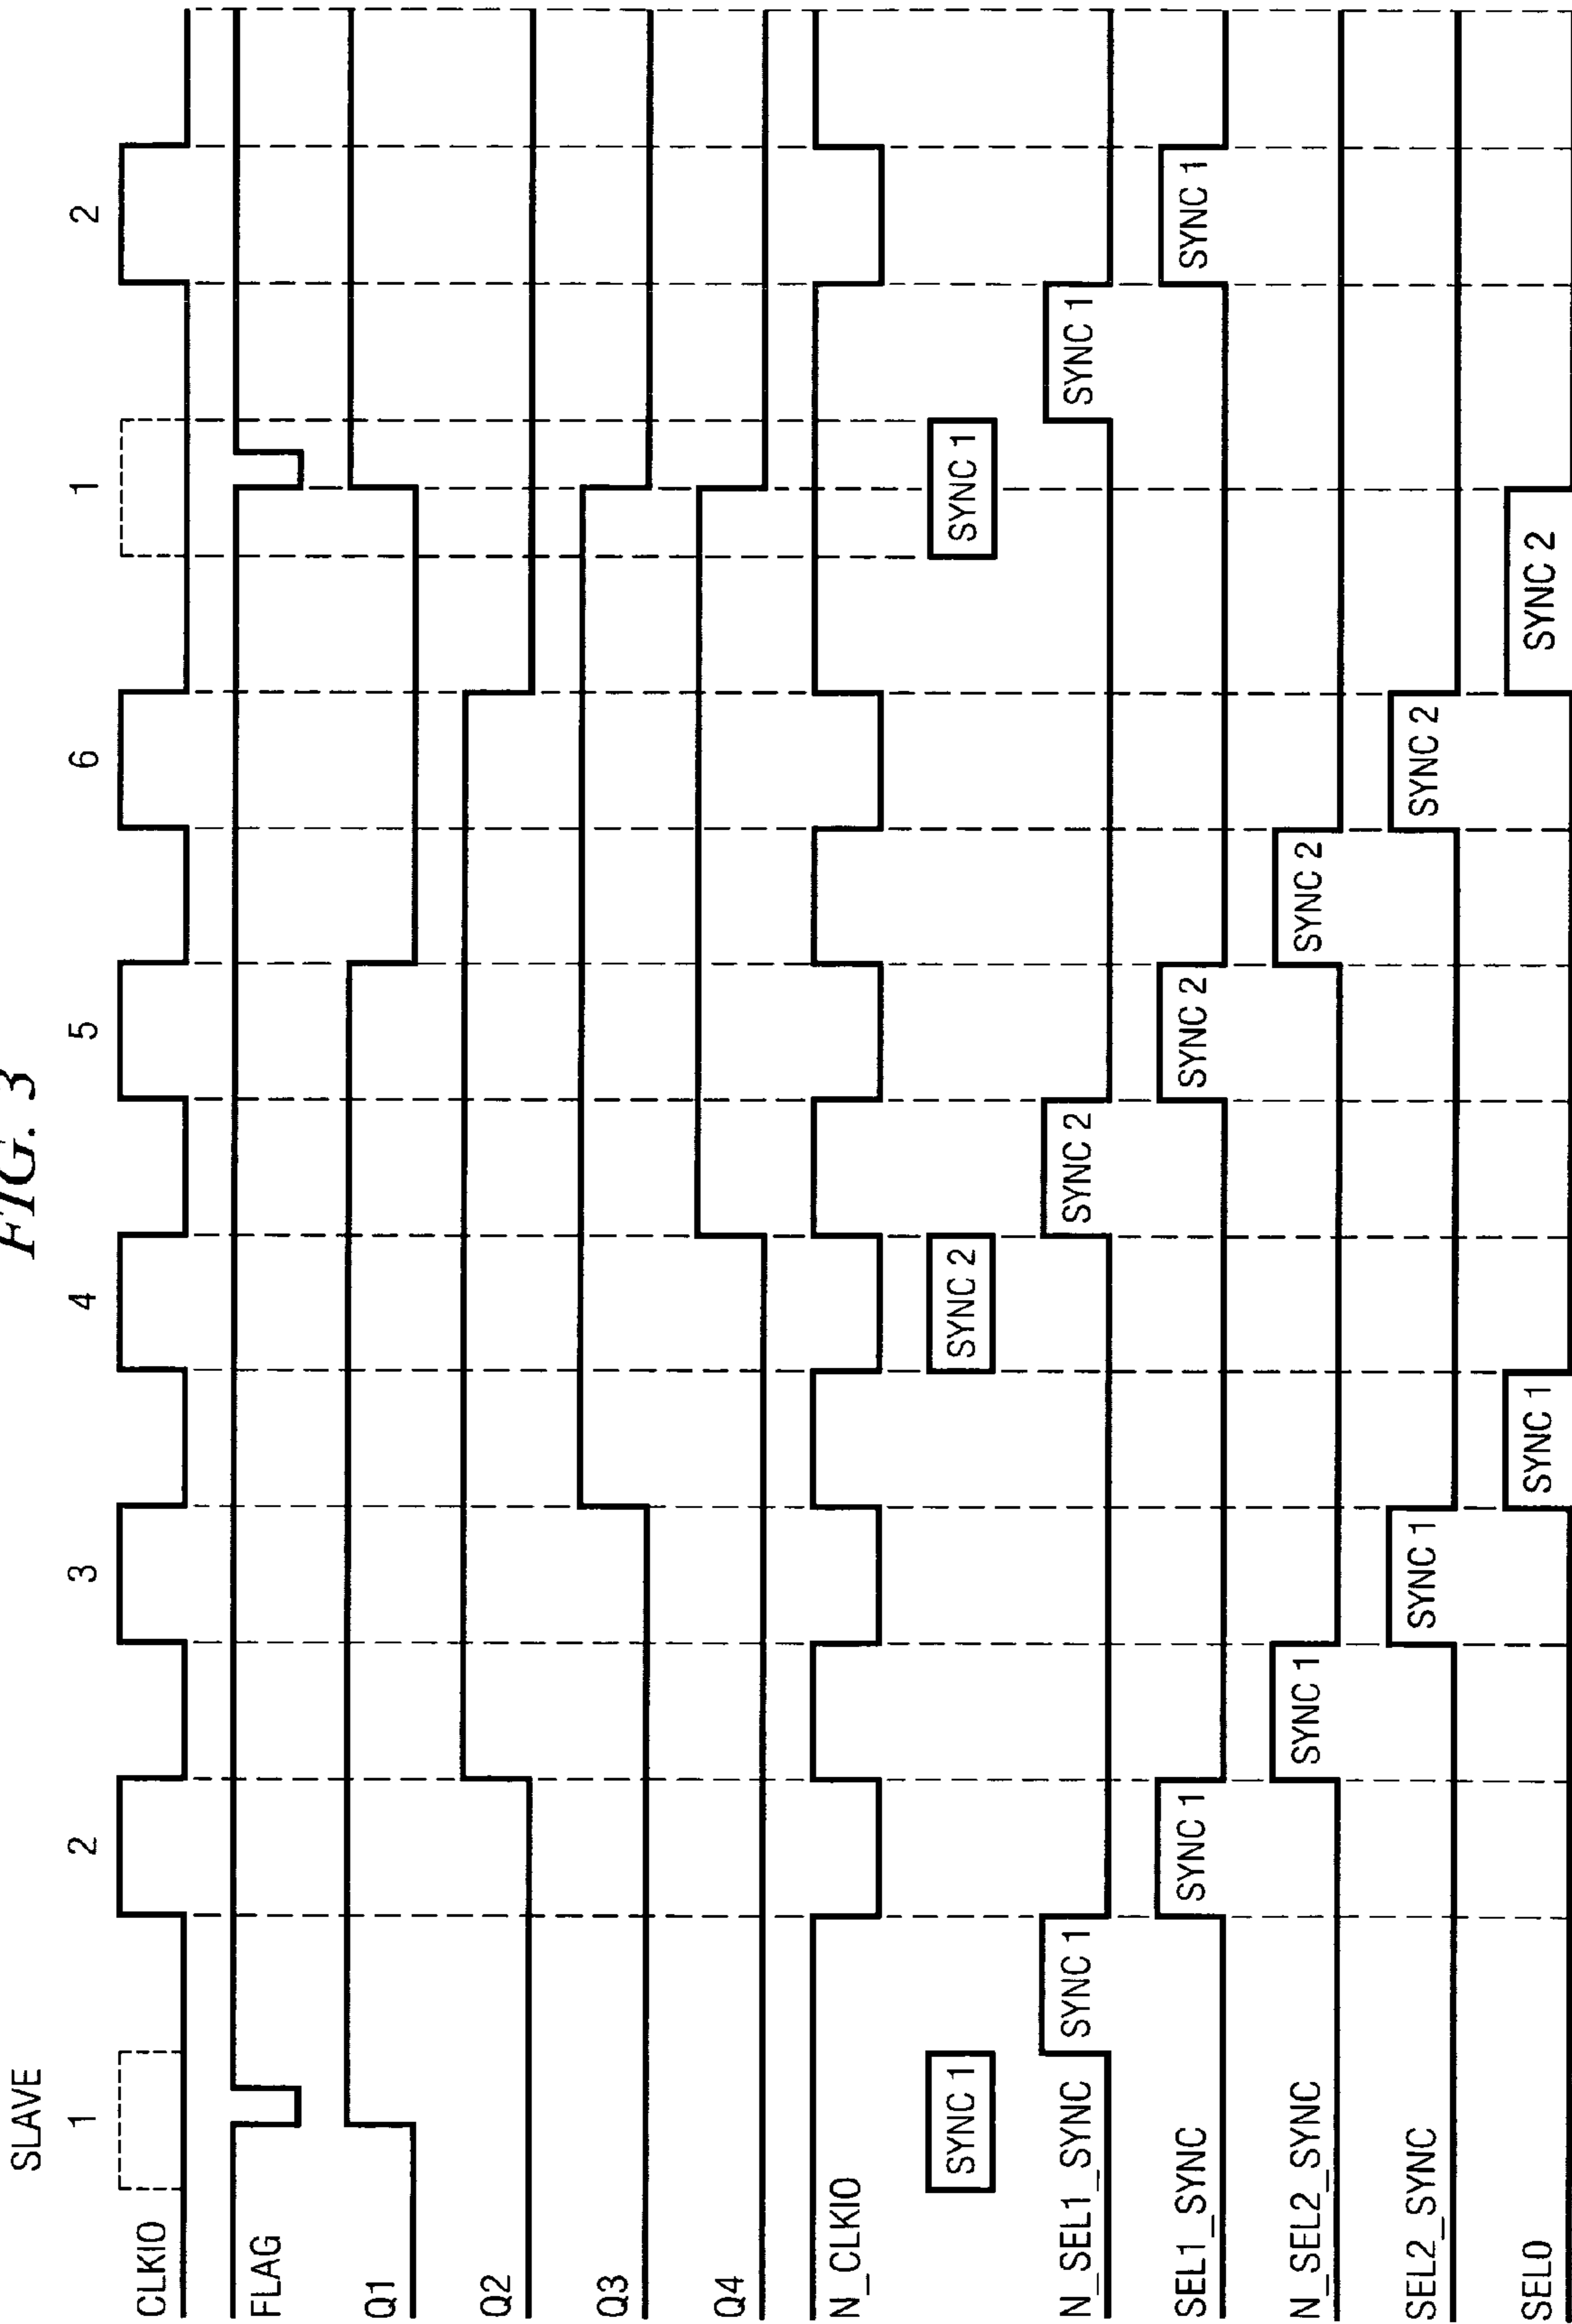 FIG. 3
SLAVE
1 2 3 4 5 6 1 2
CLKIO
FLAG
Q1
Q2
Q3
Q4
N_CLKIO
SYNC 1 SYNC 2 SYNC 1
N_SEL1_SYNC SYNC 1 SYNC 2 SYNC 1
SEL1_SYNC SYNC 1 SYNC 2 SYNC 1
N_SEL2_SYNC SYNC 1 SYNC 2
SEL2_SYNC SYNC 1 SYNC 2
SEL0 SYNC 1 SYNC 2